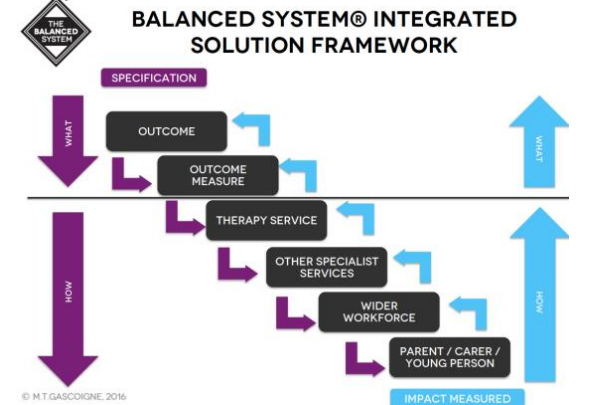 THE
BALANCED
SYSTEM
BALANCED SYSTEM® INTEGRATED
SOLUTION FRAMEWORK
SPECIFICATION
WHAT
OUTCOME
WHAT
OUTCOME
MEASURE
THERAPY SERVICE
OTHER SPECIALIST
SERVICES
HOW
WIDER
WORKFORCE
HOW
PARENT / CARER /
YOUNG PERSON
© M.T.GASCOIGNE, 2016
IMPACT MEASURED